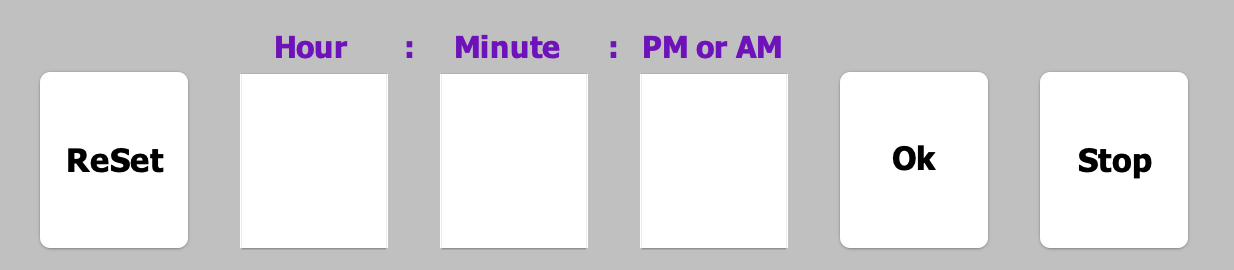 Hour : Minute : PM or AM
ReSet
Ok
Stop